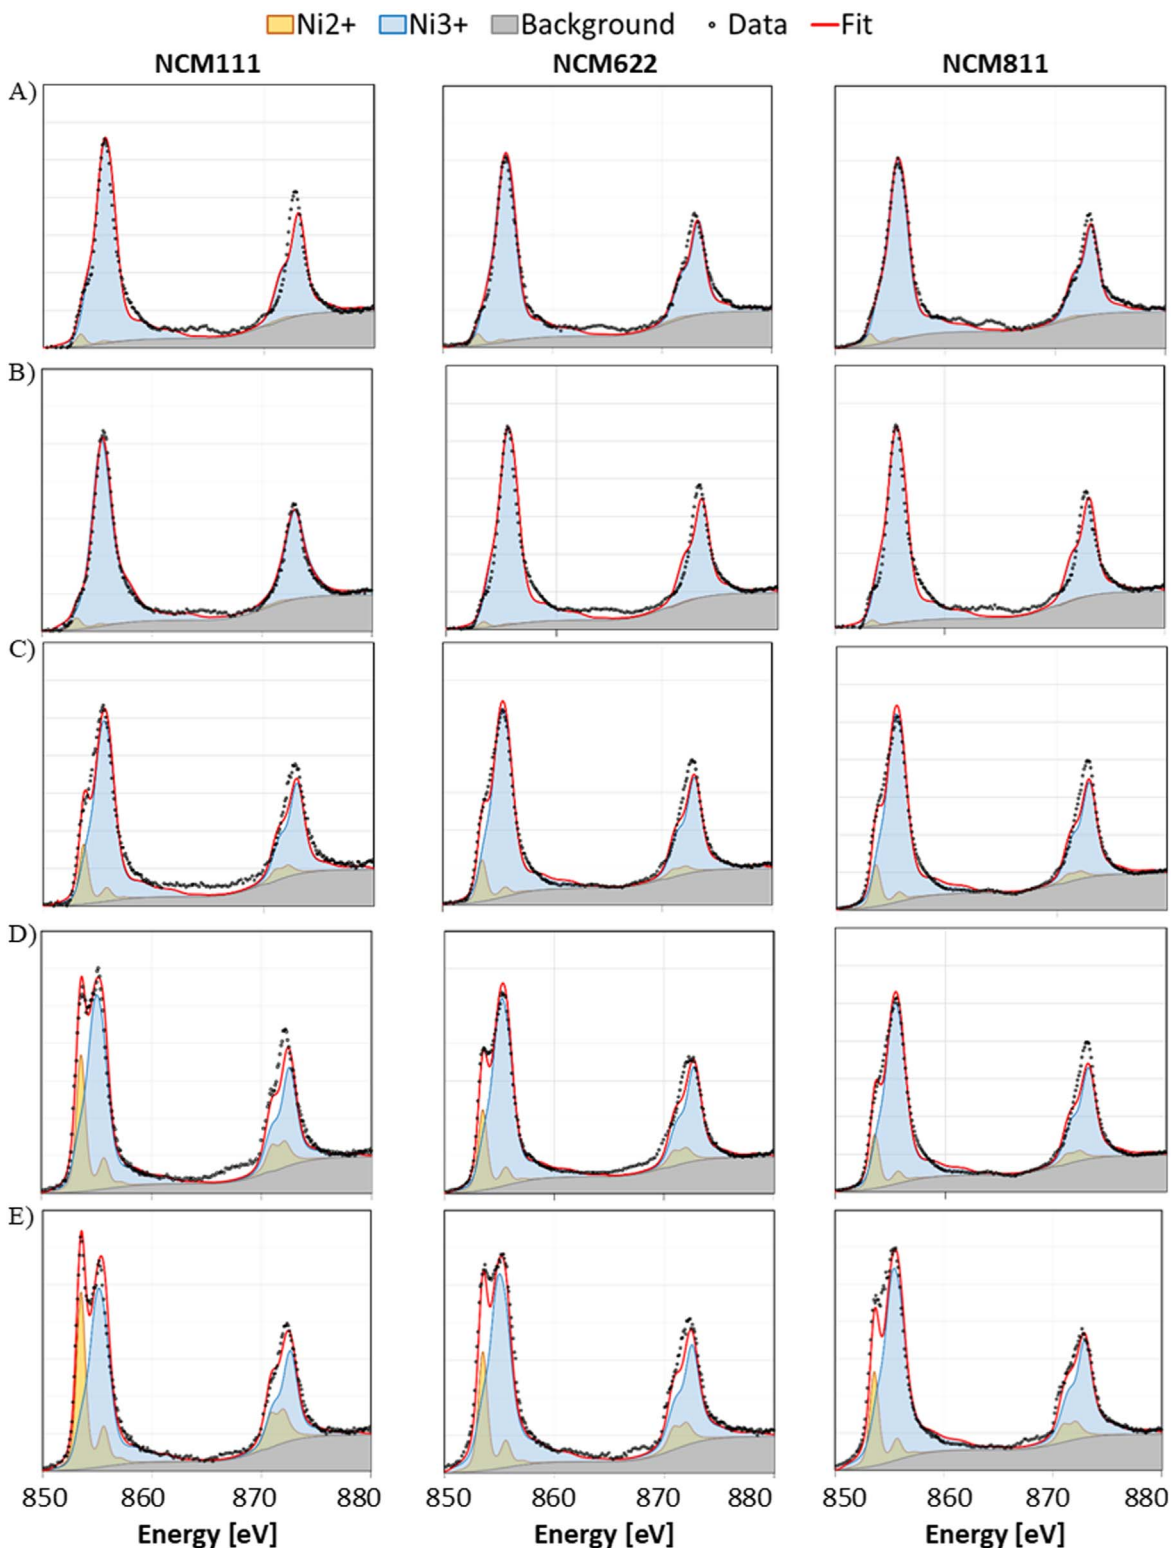 Ni2+ Ni3+ Background Data Fit
NCM111 NCM622 NCM811
A)
B)
C)
D)
E)
850 860 870 880 850 860 870 880 850 860 870 880
Energy [eV] Energy [eV] Energy [eV]